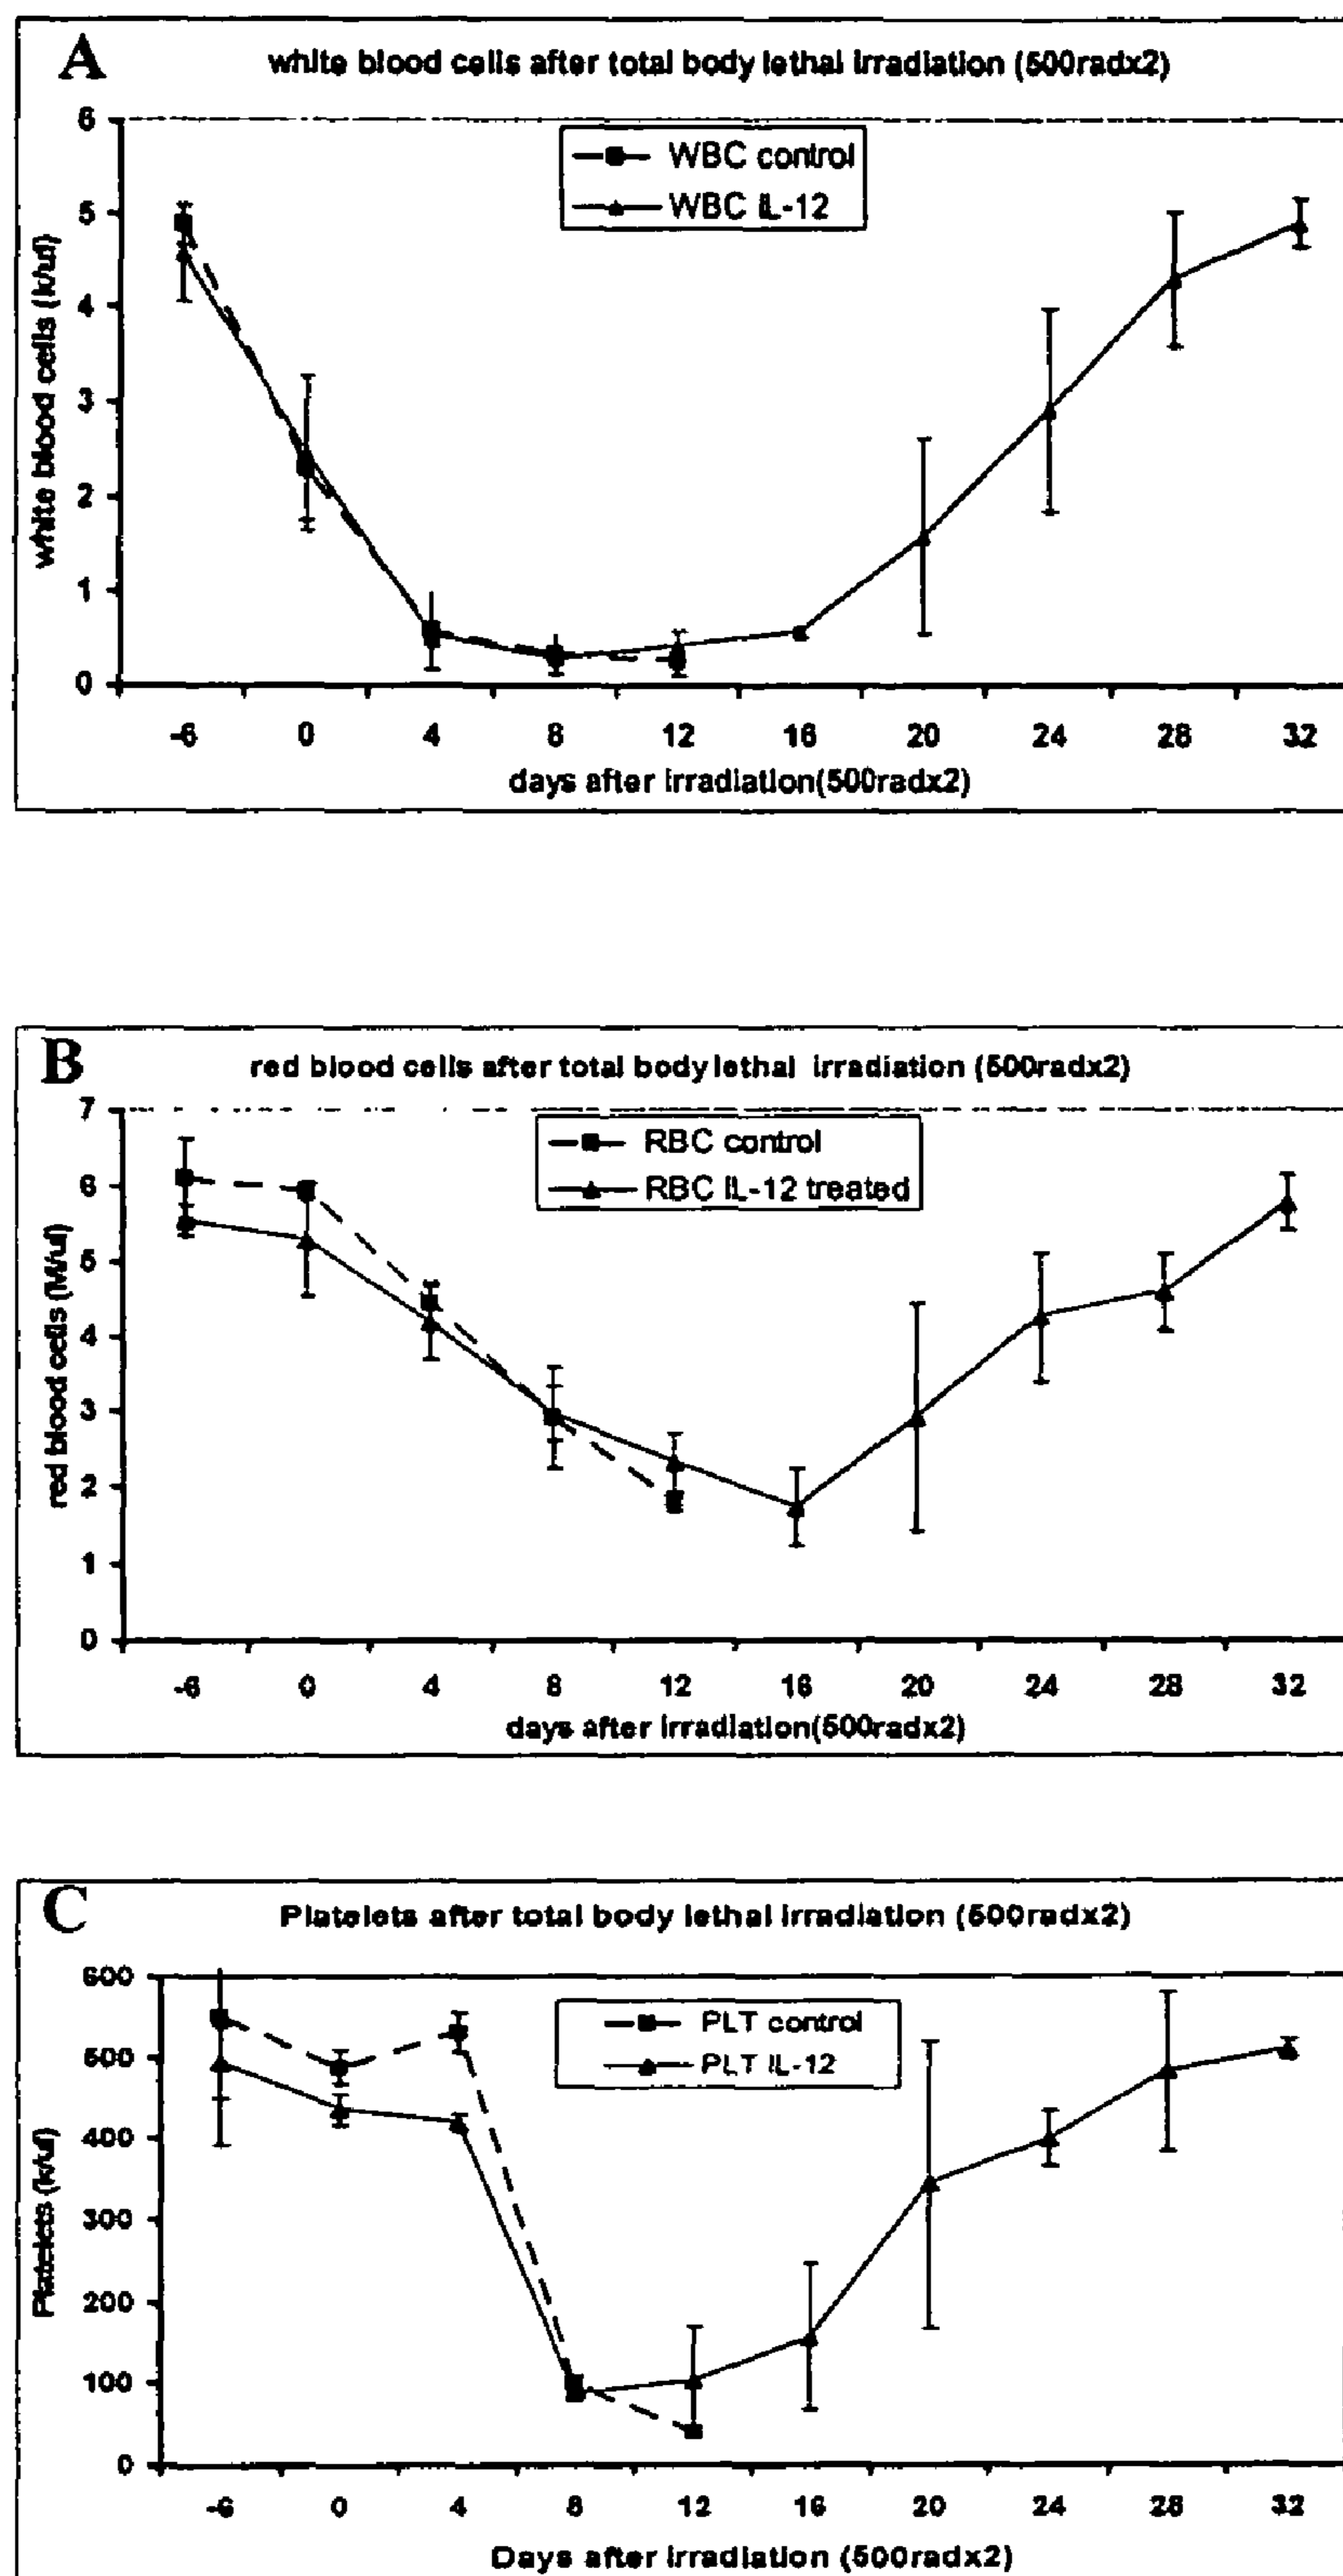 A
white blood cells after total body lethal irradiation (500radx2)
6
5
4
3
2
1
0
white blood cells (k/ul)
WBC control
WBC IL-12
-6 0 4 8 12 16 20 24 28 32
days after irradiation(500radx2)
B
red blood cells after total body lethal irradiation (500radx2)
7
6
5
4
3
2
1
0
red blood cells (M/ul)
RBC control
RBC IL-12 treated
-6 0 4 8 12 16 20 24 28 32
days after irradiation(500radx2)
C
Platelets after total body lethal irradiation (500radx2)
600
500
400
300
200
100
0
Platelets (k/ul)
PLT control
PLT IL-12
-6 0 4 8 12 16 20 24 28 32
Days after irradiation (500radx2)